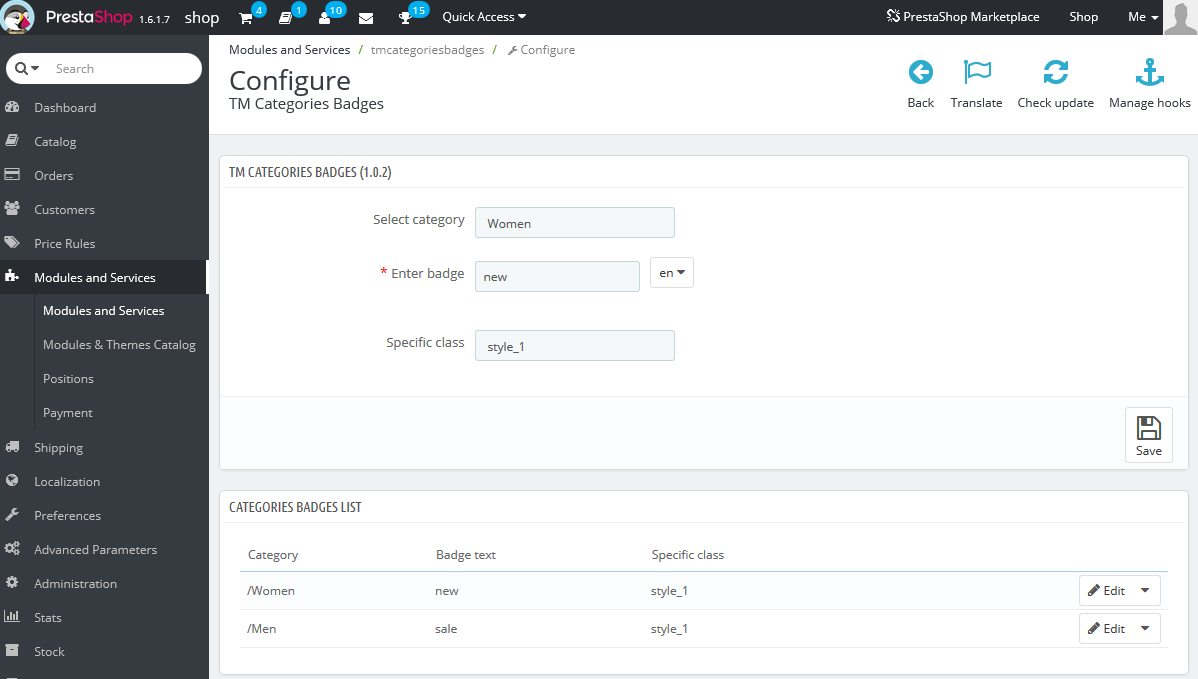 PrestaShop 1.6.1.7 shop 4 1 10 15 Quick Access PrestaShop Marketplace Shop Me
Search
Dashboard
Catalog
Orders
Customers
Price Rules
Modules and Services
Modules and Services
Modules & Themes Catalog
Positions
Payment
Shipping
Localization
Preferences
Advanced Parameters
Administration
Stats
Stock
Modules and Services / tmcategoriesbadges / Configure
Configure
TM Categories Badges
Back Translate Check update Manage hooks
TM CATEGORIES BADGES (1.0.2)
Select category Women
* Enter badge new en
Specific class style_1
Save
CATEGORIES BADGES LIST
Category Badge text Specific class
/Women new style_1 Edit
/Men sale style_1 Edit